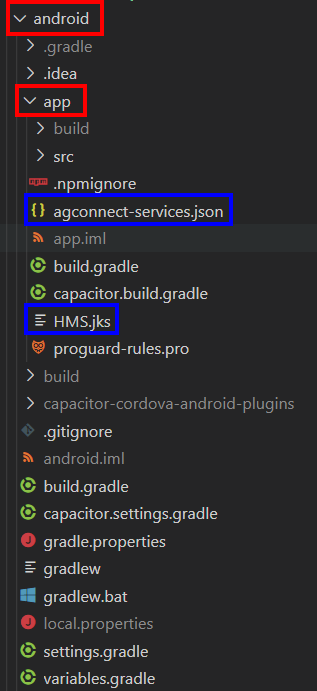 android
.gradle
.idea
app
build
src
.npmignore
agconnect-services.json
app.iml
build.gradle
capacitor.build.gradle
HMS.jks
proguard-rules.pro
build
capacitor-cordova-android-plugins
.gitignore
android.iml
build.gradle
capacitor.settings.gradle
gradle.properties
gradlew
gradlew.bat
local.properties
settings.gradle
variables.gradle